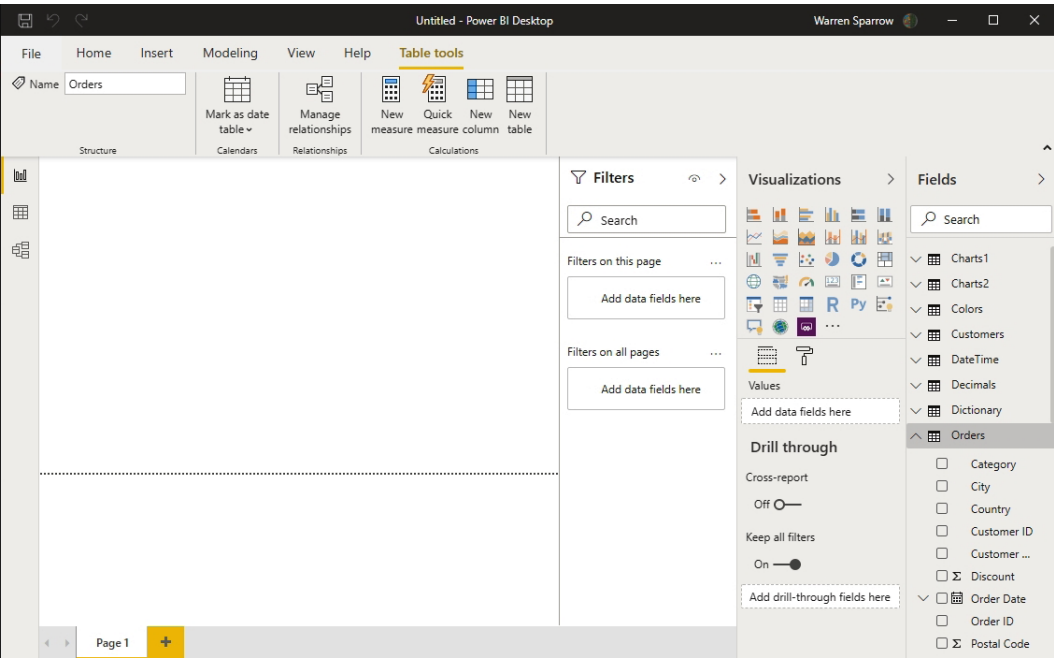 Untitled - Power BI Desktop
Warren Sparrow
File Home Insert Modeling View Help Table tools
Name Orders
Mark as date
table
Manage
relationships
New
measure
Quick
measure
New
column
New
table
Structure
Calendars
Relationships
Calculations
Filters
Search
Filters on this page
...
Add data fields here
Filters on all pages
...
Add data fields here
Visualizations
123
R Py
...
Values
Add data fields here
Drill through
Cross-report
Off
Keep all filters
On
Add drill-through fields here
Fields
Search
Charts1
Charts2
Colors
Customers
DateTime
Decimals
Dictionary
Orders
Category
City
Country
Customer ID
Customer ...
Σ Discount
Order Date
Order ID
Σ Postal Code
Page 1 +